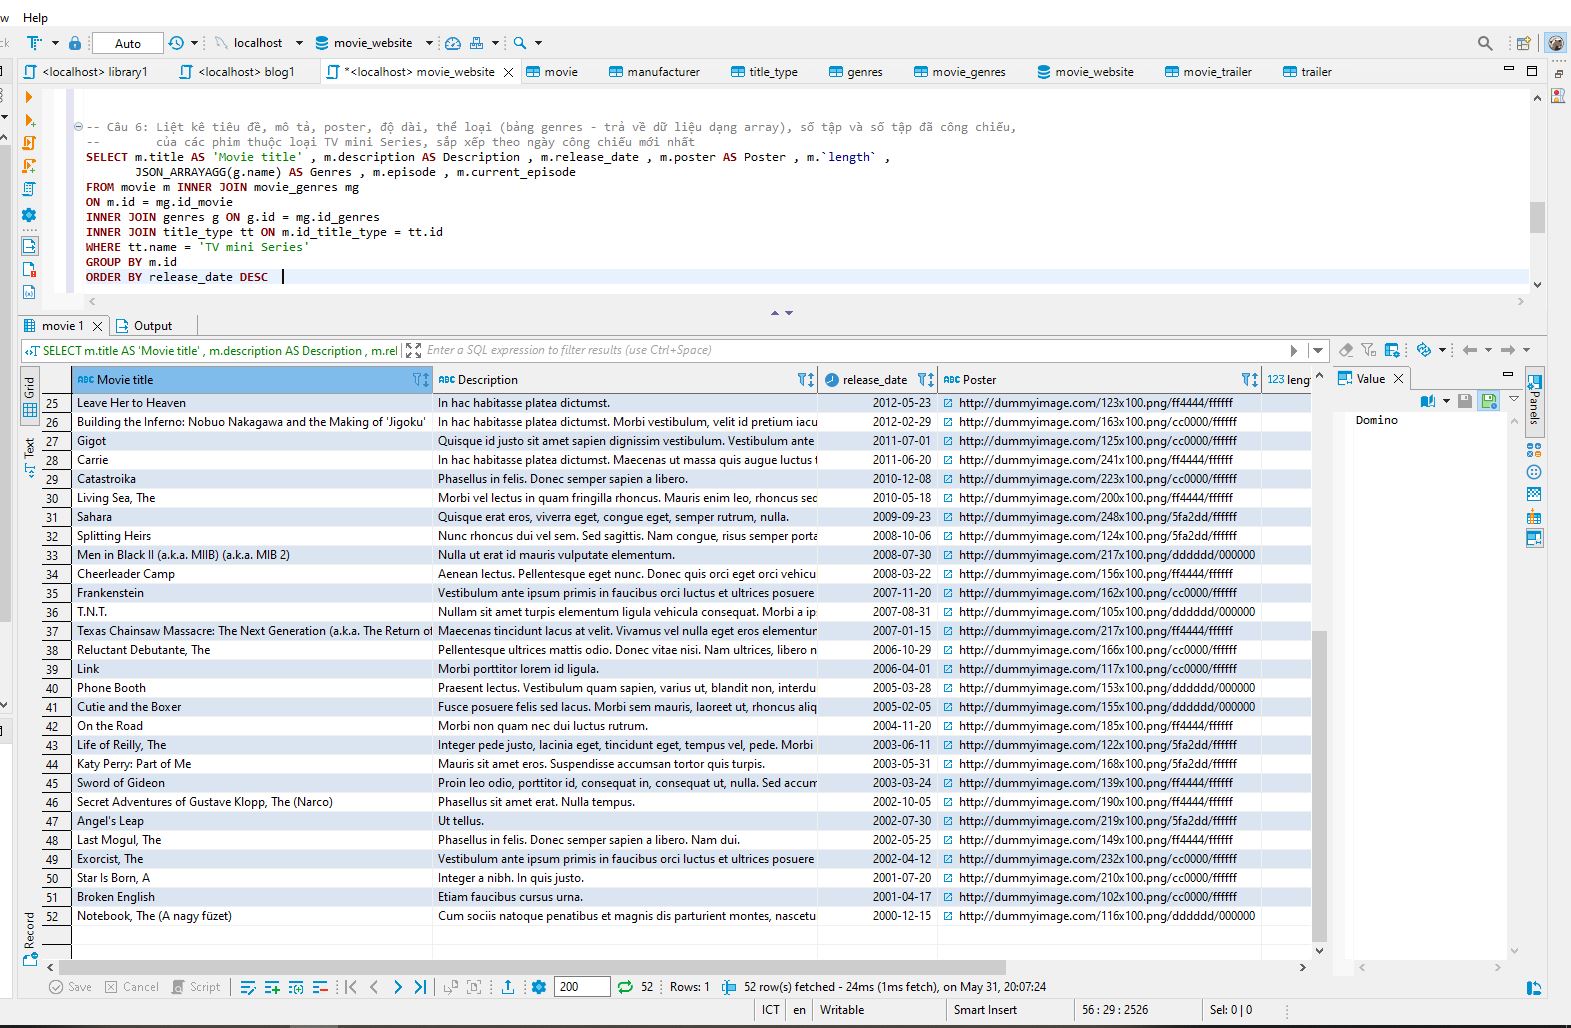 Help
Auto
localhost
movie_website
<localhost> library1
<localhost> blog1
*<localhost> movie_website
movie
manufacturer
title_type
genres
movie_genres
movie_website
movie_trailer
trailer
-- Câu 6: Liệt kê tiêu đề, mô tả, poster, độ dài, thể loại (bảng genres - trả về dữ liệu dạng array), số tập và số tập đã công chiếu,
-- của các phim thuộc loại TV mini Series, sắp xếp theo ngày công chiếu mới nhất
SELECT m.title AS 'Movie title' , m.description AS Description , m.release_date , m.poster AS Poster , m.`length` ,
JSON_ARRAYAGG(g.name) AS Genres , m.episode , m.current_episode
FROM movie m INNER JOIN movie_genres mg
ON m.id = mg.id_movie
INNER JOIN genres g ON g.id = mg.id_genres
INNER JOIN title_type tt ON m.id_title_type = tt.id
WHERE tt.name = 'TV mini Series'
GROUP BY m.id
ORDER BY release_date DESC
movie 1
Output
SELECT m.title AS 'Movie title' , m.description AS Description , m.rel
Enter a SQL expression to filter results (use Ctrl+Space)
Grid
Text
Record
ABC Movie title ABC Description release_date ABC Poster 123 leng
25 Leave Her to Heaven In hac habitasse platea dictumst. 2012-05-23 http://dummyimage.com/123x100.png/ff4444/ffffff
26 Building the Inferno: Nobuo Nakagawa and the Making of 'Jigoku' In hac habitasse platea dictumst. Morbi vestibulum, velit id pretium iacu 2012-02-29 http://dummyimage.com/163x100.png/cc0000/ffffff
27 Gigot Quisque id justo sit amet sapien dignissim vestibulum. Vestibulum ante 2011-07-01 http://dummyimage.com/125x100.png/cc0000/ffffff
28 Carrie In hac habitasse platea dictumst. Maecenas ut massa quis augue luctus t 2011-06-20 http://dummyimage.com/241x100.png/ff4444/ffffff
29 Catastroika Phasellus in felis. Donec semper sapien a libero. 2010-12-08 http://dummyimage.com/223x100.png/cc0000/ffffff
30 Living Sea, The Morbi vel lectus in quam fringilla rhoncus. Mauris enim leo, rhoncus sed 2010-05-18 http://dummyimage.com/200x100.png/ff4444/ffffff
31 Sahara Quisque erat eros, viverra eget, congue eget, semper rutrum, nulla. 2009-09-23 http://dummyimage.com/248x100.png/5fa2dd/ffffff
32 Splitting Heirs Nunc rhoncus dui vel sem. Sed sagittis. Nam congue, risus semper porta 2008-10-06 http://dummyimage.com/124x100.png/5fa2dd/ffffff
33 Men in Black II (a.k.a. MIIB) (a.k.a. MIB 2) Nulla ut erat id mauris vulputate elementum. 2008-07-30 http://dummyimage.com/217x100.png/dddddd/000000
34 Cheerleader Camp Aenean lectus. Pellentesque eget nunc. Donec quis orci eget orci vehicu 2008-03-22 http://dummyimage.com/156x100.png/ff4444/ffffff
35 Frankenstein Vestibulum ante ipsum primis in faucibus orci luctus et ultrices posuere 2007-11-20 http://dummyimage.com/162x100.png/cc0000/ffffff
36 T.N.T. Nullam sit amet turpis elementum ligula vehicula consequat. Morbi a ip 2007-08-31 http://dummyimage.com/105x100.png/dddddd/000000
37 Texas Chainsaw Massacre: The Next Generation (a.k.a. The Return of Maecenas tincidunt lacus at velit. Vivamus vel nulla eget eros elementur 2007-01-15 http://dummyimage.com/217x100.png/ff4444/ffffff
38 Reluctant Debutante, The Pellentesque ultrices mattis odio. Donec vitae nisi. Nam ultrices, libero n 2006-10-29 http://dummyimage.com/166x100.png/cc0000/ffffff
39 Link Morbi porttitor lorem id ligula. 2006-04-01 http://dummyimage.com/117x100.png/cc0000/ffffff
40 Phone Booth Praesent lectus. Vestibulum quam sapien, varius ut, blandit non, interdu 2005-03-28 http://dummyimage.com/153x100.png/dddddd/000000
41 Cutie and the Boxer Fusce posuere felis sed lacus. Morbi sem mauris, laoreet ut, rhoncus aliq 2005-02-05 http://dummyimage.com/155x100.png/dddddd/000000
42 On the Road Morbi non quam nec dui luctus rutrum. 2004-11-20 http://dummyimage.com/185x100.png/ff4444/ffffff
43 Life of Reilly, The Integer pede justo, lacinia eget, tincidunt eget, tempus vel, pede. Morbi 2003-06-11 http://dummyimage.com/122x100.png/5fa2dd/ffffff
44 Katy Perry: Part of Me Mauris sit amet eros. Suspendisse accumsan tortor quis turpis. 2003-05-31 http://dummyimage.com/168x100.png/5fa2dd/ffffff
45 Sword of Gideon Proin leo odio, porttitor id, consequat in, consequat ut, nulla. Sed accum 2003-03-24 http://dummyimage.com/139x100.png/ff4444/ffffff
46 Secret Adventures of Gustave Klopp, The (Narco) Phasellus sit amet erat. Nulla tempus. 2002-10-05 http://dummyimage.com/190x100.png/ff4444/ffffff
47 Angel's Leap Ut tellus. 2002-07-30 http://dummyimage.com/219x100.png/5fa2dd/ffffff
48 Last Mogul, The Phasellus in felis. Donec semper sapien a libero. Nam dui. 2002-05-25 http://dummyimage.com/149x100.png/ff4444/ffffff
49 Exorcist, The Vestibulum ante ipsum primis in faucibus orci luctus et ultrices posuere 2002-04-12 http://dummyimage.com/232x100.png/cc0000/ffffff
50 Star Is Born, A Integer a nibh. In quis justo. 2001-07-20 http://dummyimage.com/210x100.png/cc0000/ffffff
51 Broken English Etiam faucibus cursus urna. 2001-04-17 http://dummyimage.com/102x100.png/cc0000/ffffff
52 Notebook, The (A nagy füzet) Cum sociis natoque penatibus et magnis dis parturient montes, nascetu 2000-12-15 http://dummyimage.com/116x100.png/dddddd/000000
Value
Domino
Panels
Save Cancel Script 200 52 Rows: 1 52 row(s) fetched - 24ms (1ms fetch), on May 31, 20:07:24
ICT en Writable Smart Insert 56 : 29 : 2526 Sel: 0 | 0